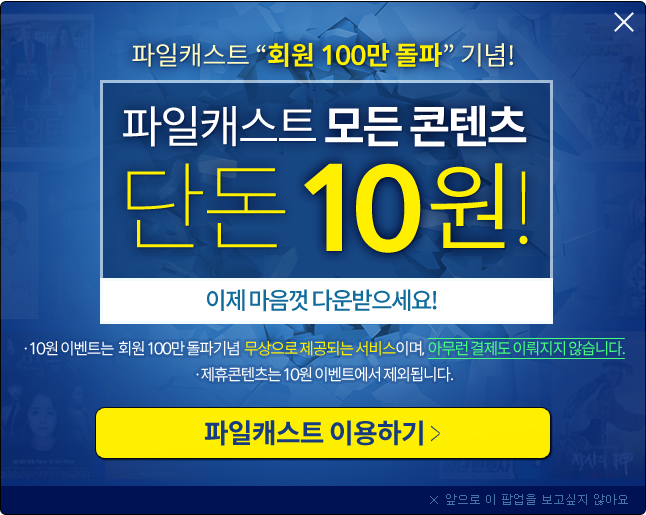 파일캐스트 “회원 100만 돌파” 기념!
파일캐스트 모든 콘텐츠
단돈 10원!
이제 마음껏 다운받으세요!
· 10원 이벤트는 회원 100만 돌파기념 무상으로 제공되는 서비스이며, 아무런 결제도 이뤄지지 않습니다.
· 제휴콘텐츠는 10원 이벤트에서 제외됩니다.
파일캐스트 이용하기 >
× 앞으로 이 팝업을 보고싶지 않아요